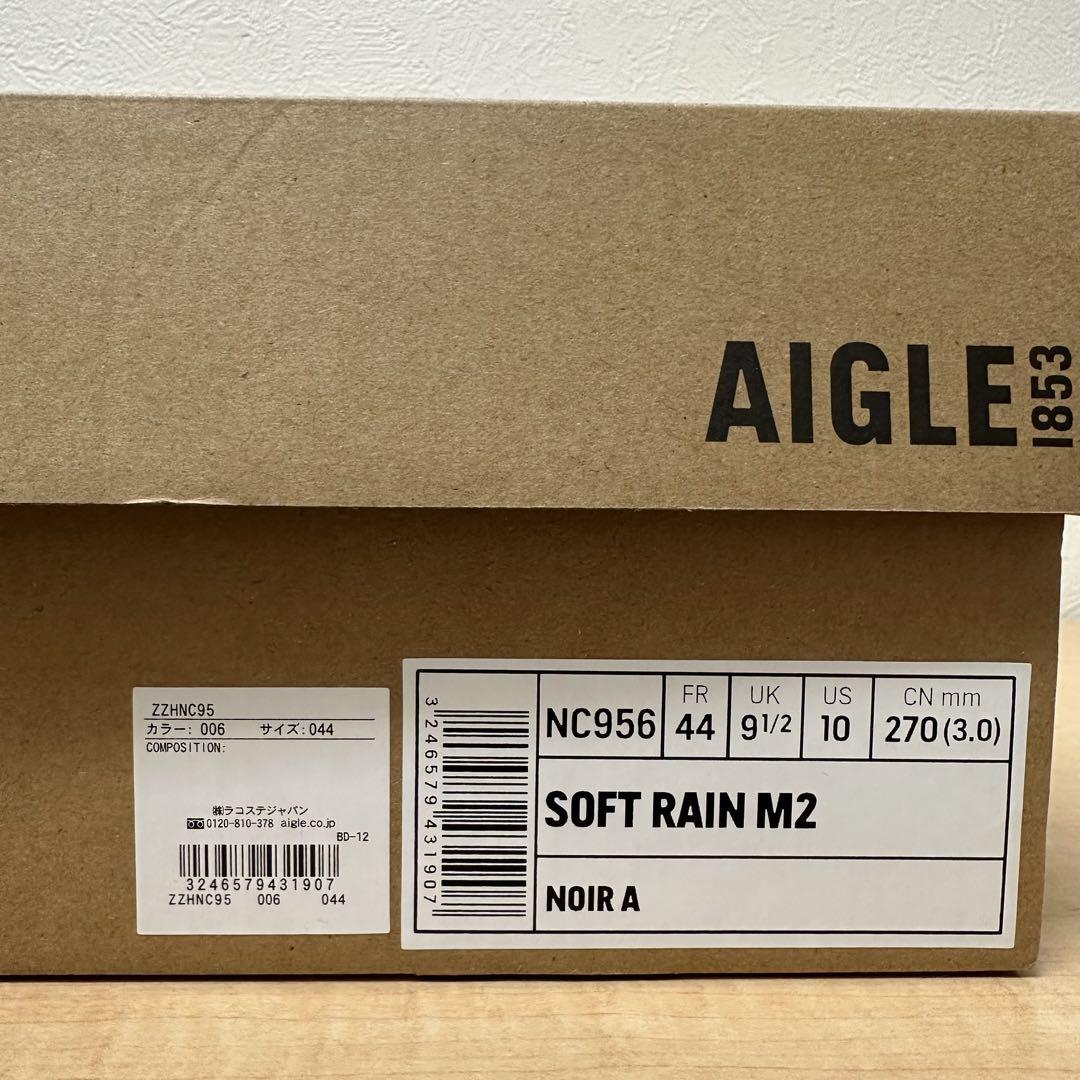 AIGLE 1853
ZZHNC95
カラー: 006 サイズ:044
COMPOSITION:
㈱ラコステジャパン
0120-810-378 aigle.co.jp
BD-12
3246579431907
ZZHNC95 006 044
3 246579 431907
NC956
FR
44
UK
9 1/2
US
10
CN mm
270 (3.0)
SOFT RAIN M2
NOIR A